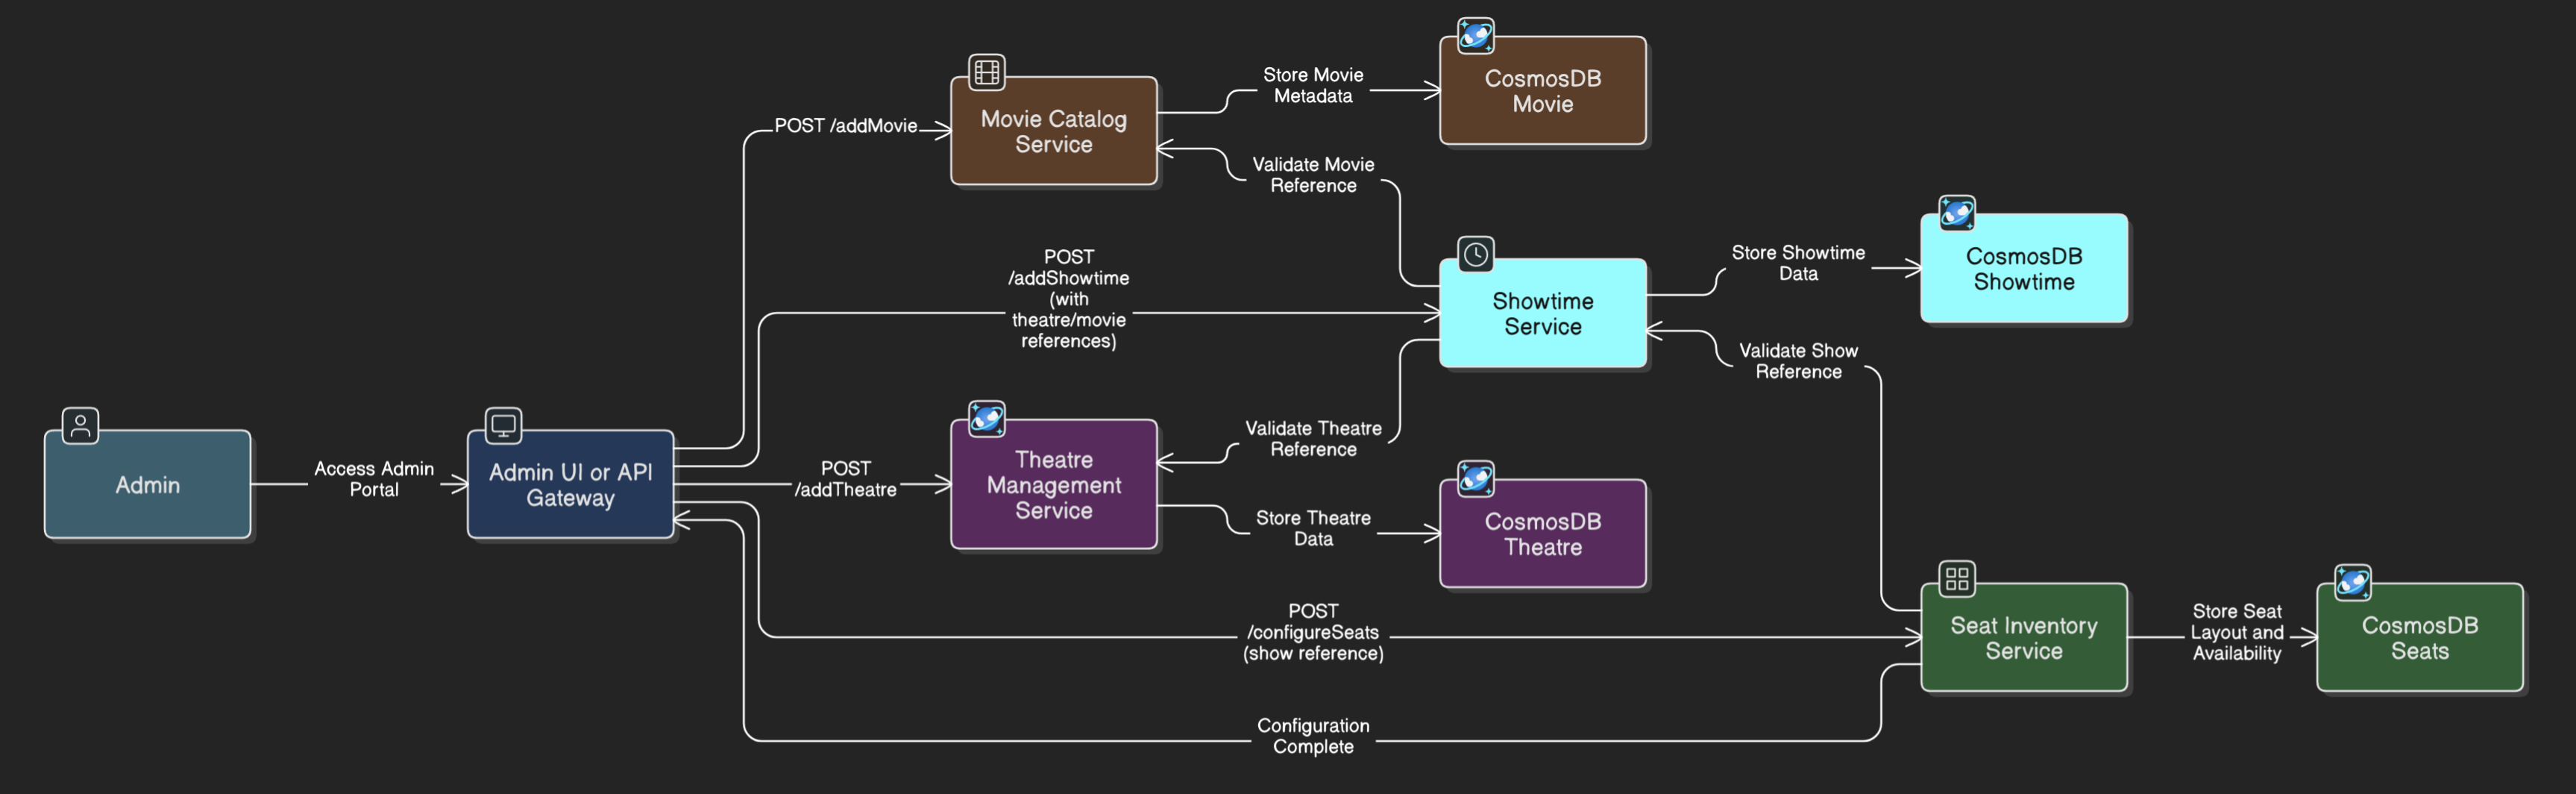 Admin
Access Admin
Portal
Admin UI or API
Gateway
POST /addMovie
Movie Catalog
Service
Store Movie
Metadata
CosmosDB
Movie
Validate Movie
Reference
POST
/addShowtime
(with
theatre/movie
references)
Showtime
Service
Store Showtime
Data
CosmosDB
Showtime
Validate Show
Reference
POST
/addTheatre
Theatre
Management
Service
Validate Theatre
Reference
Store Theatre
Data
CosmosDB
Theatre
POST
/configureSeats
(show reference)
Seat Inventory
Service
Store Seat
Layout and
Availability
CosmosDB
Seats
Configuration
Complete